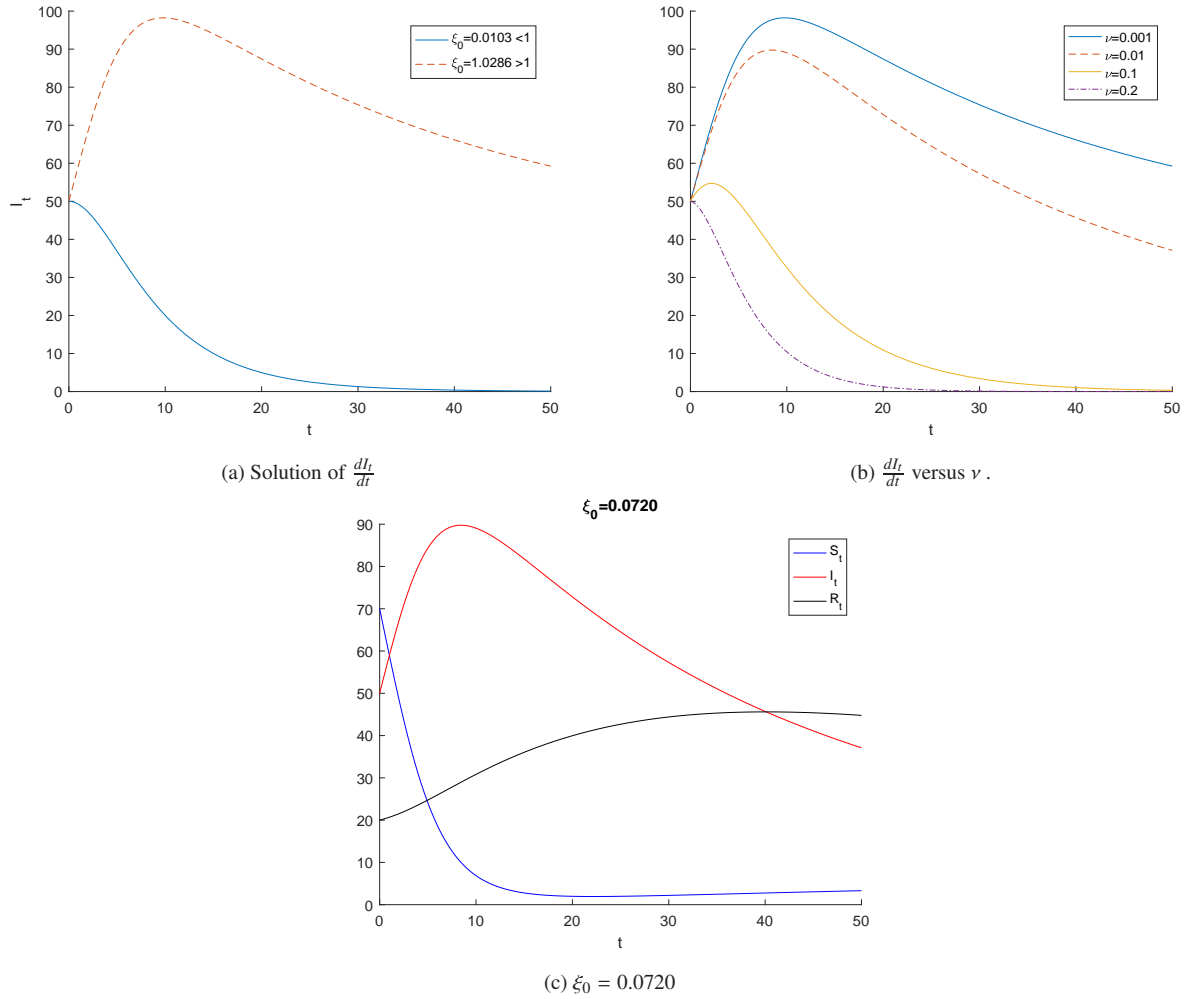 100
90
80
70
60
50
40
30
20
10
0
I_t
0 10 20 30 40 50
t
ξ_0=0.0103 <1
ξ_0=1.0286 >1
(a) Solution of dI_t/dt
100
90
80
70
60
50
40
30
20
10
0
0 10 20 30 40 50
t
ν=0.001
ν=0.01
ν=0.1
ν=0.2
(b) dI_t/dt versus ν .
ξ_0=0.0720
90
80
70
60
50
40
30
20
10
0
0 10 20 30 40 50
t
S_t
I_t
R_t
(c) ξ_0 = 0.0720